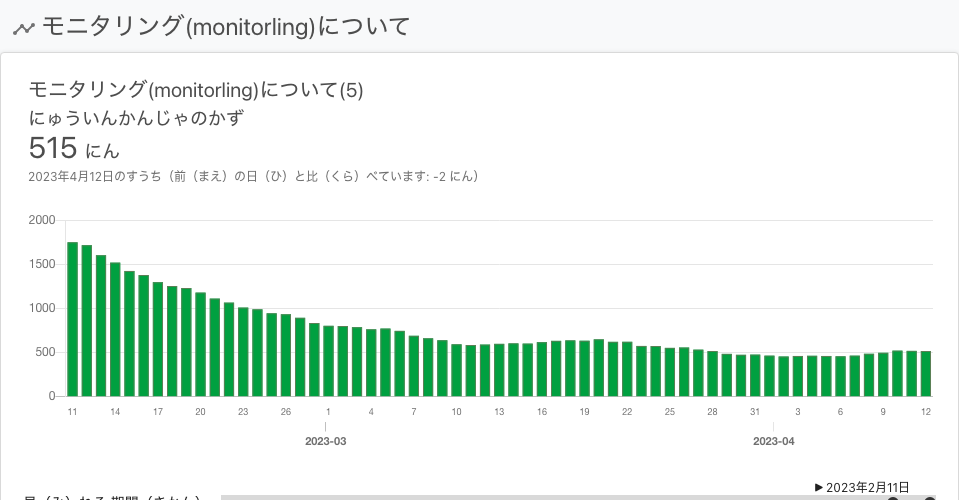 モニタリング(monitorling)について
モニタリング(monitorling)について(5)
にゅういんかんじゃのかず
515 にん
2023年4月12日のすうち（前（まえ）の日（ひ）と比（くら）べています: -2 にん）
2000
1500
1000
500
0
11 14 17 20 23 26 1 4 7 10 13 16 19 22 25 28 31 3 6 9 12
2023-03 2023-04
▶ 2023年2月11日